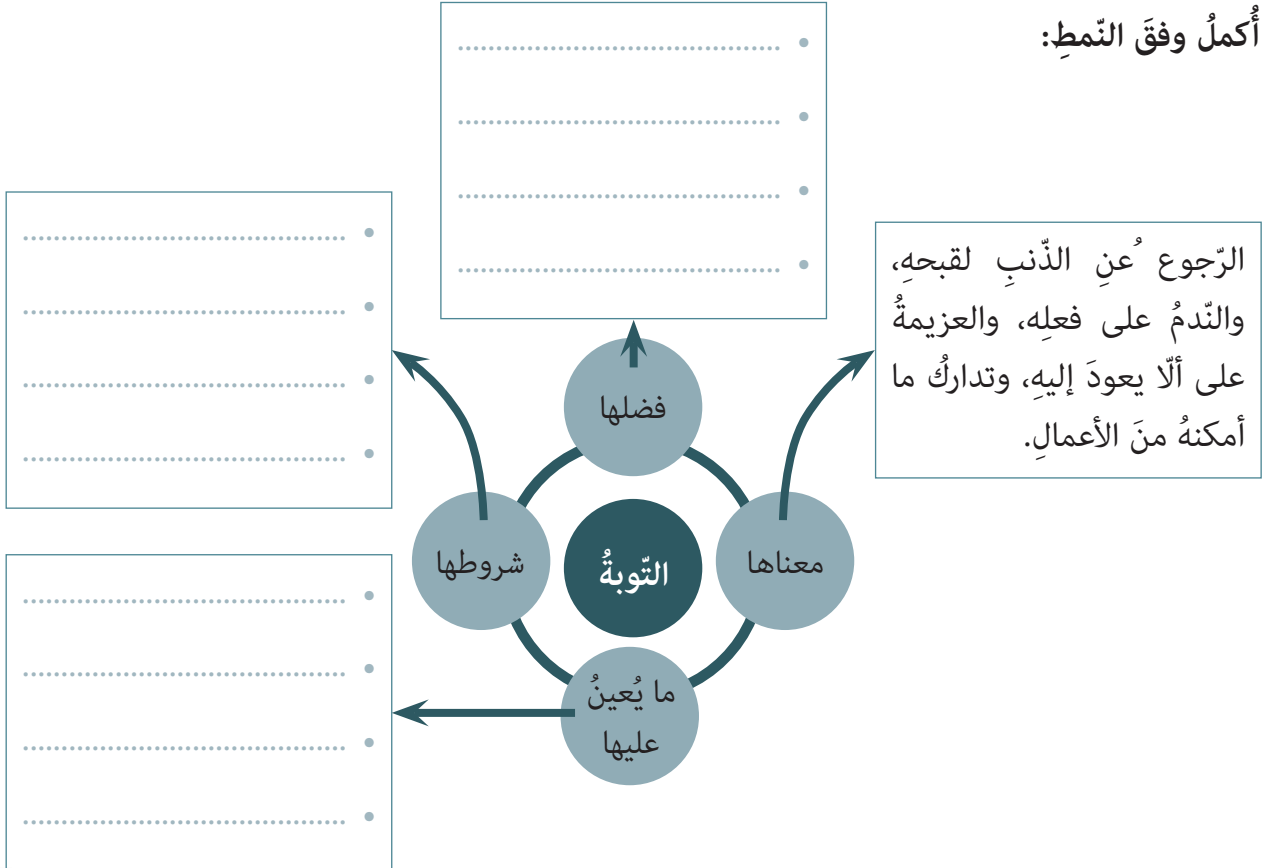 أُكملُ وفقَ النّمطِ:
الرّجوع ُعنِ الذّنبِ لقبحهِ،
والنّدمُ على فعلِه، والعزيمةُ
على ألّا يعودَ إليهِ، وتداركُ ما
أمكنهُ منَ الأعمالِ.
فضلها
معناها
التّوبةُ
شروطها
ما يُعينُ
عليها